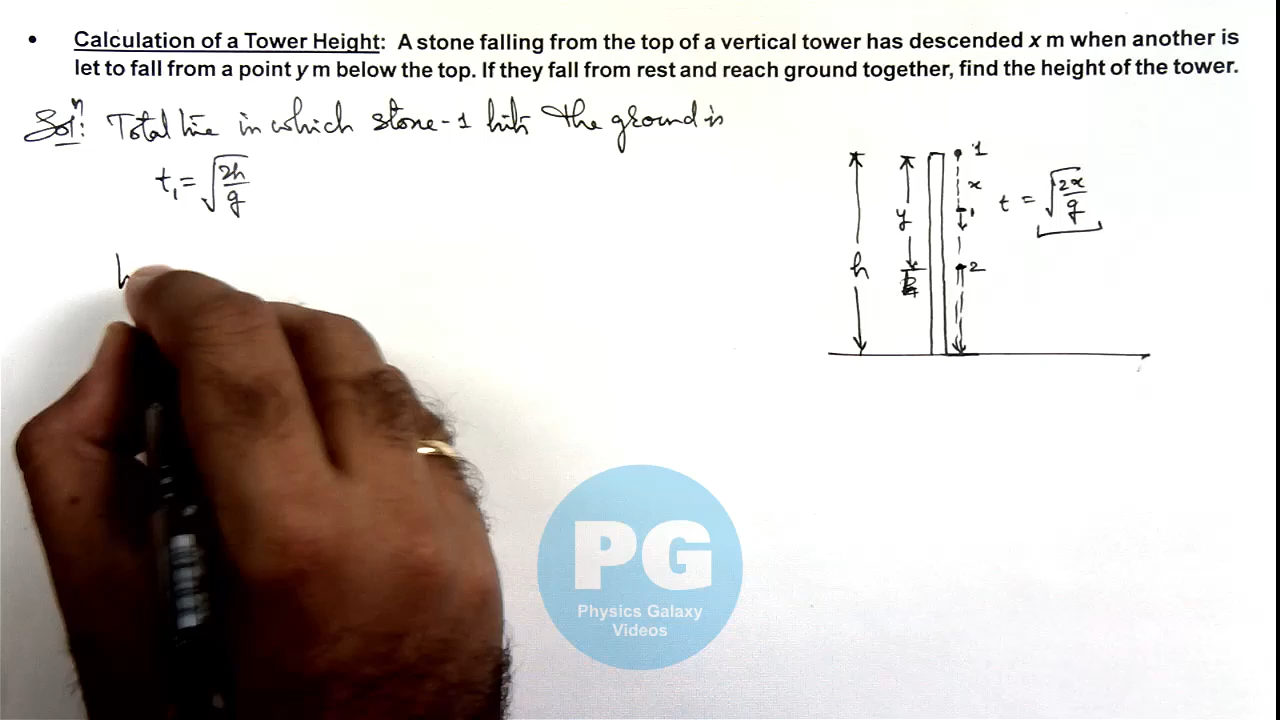 • Calculation of a Tower Height: A stone falling from the top of a vertical tower has descended x m when another is
let to fall from a point y m below the top. If they fall from rest and reach ground together, find the height of the tower.
Solⁿ: Total time in which stone-1 hits the ground is
t₁ = √(2h/g)
h
1
x
t = √(2x/g)
1
y
h
2
PG
Physics Galaxy
Videos